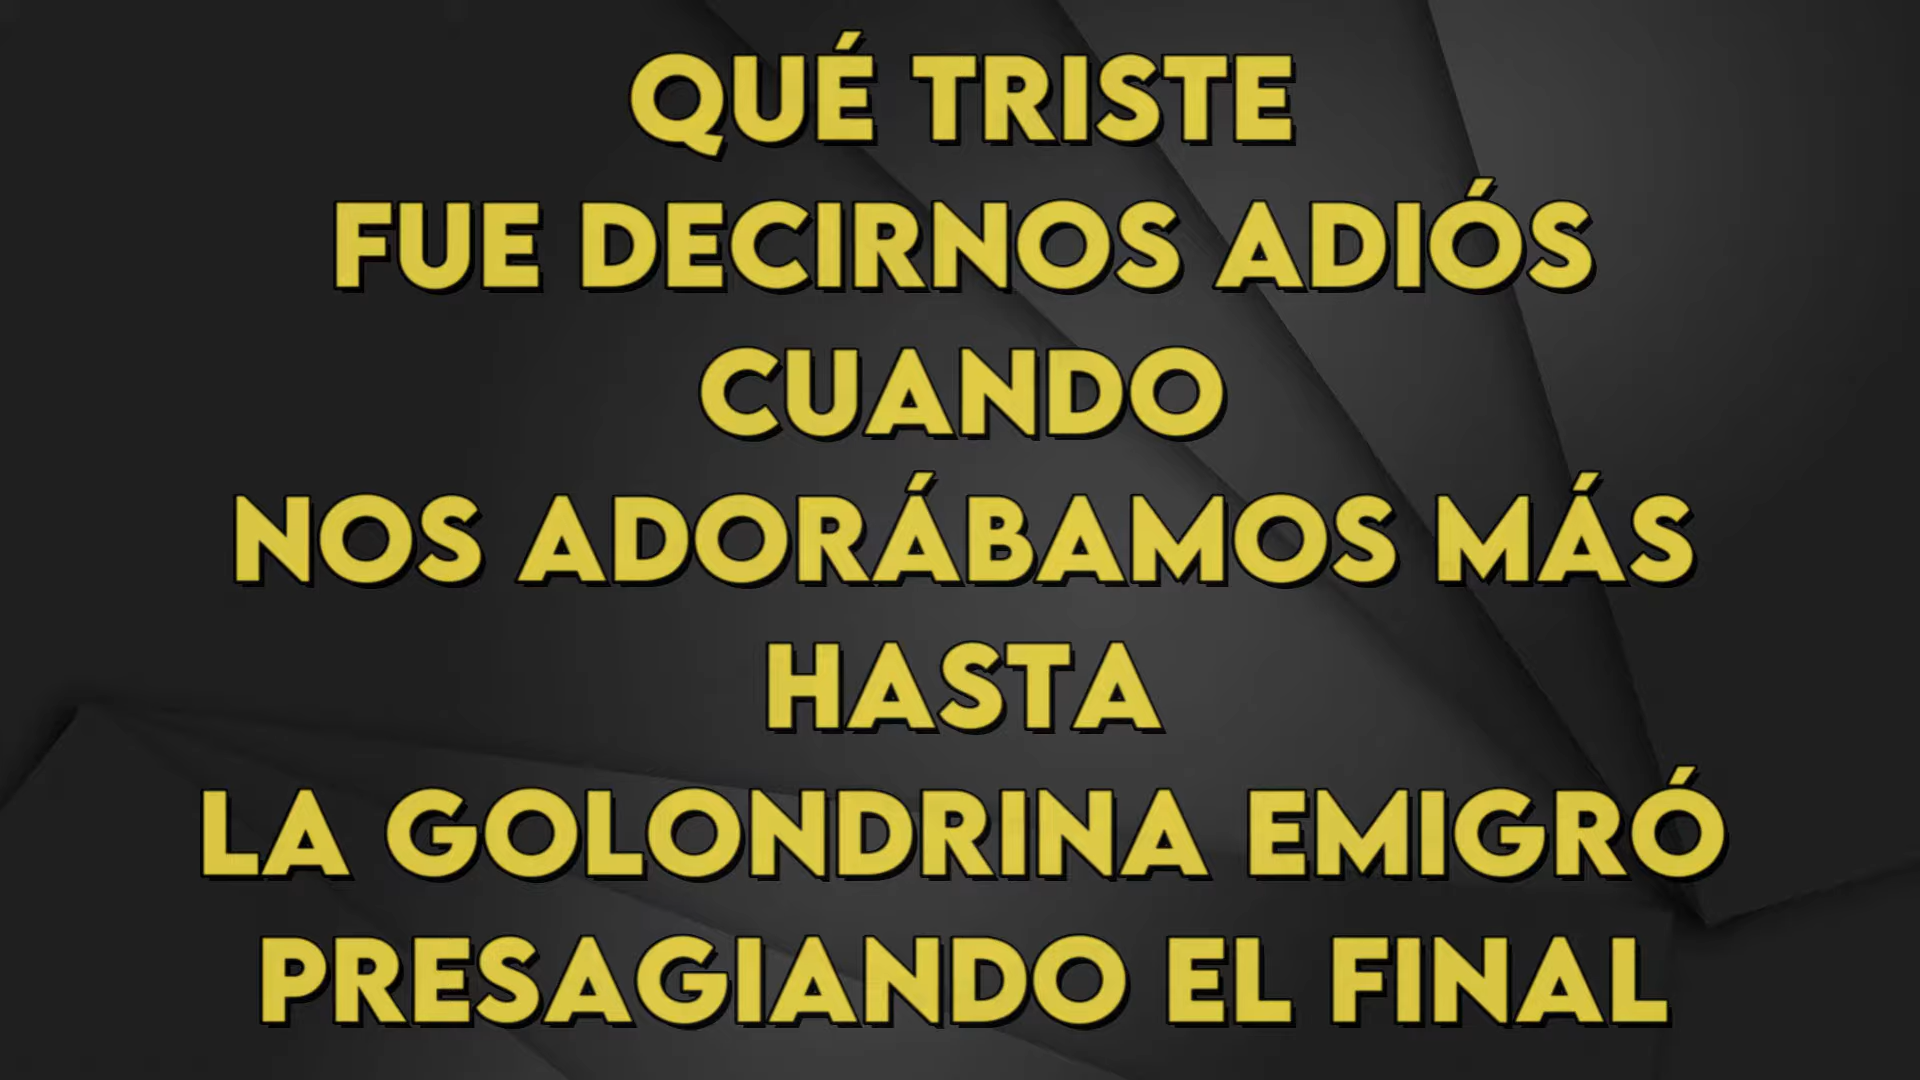 QUÉ TRISTE
FUE DECIRNOS ADIÓS
CUANDO
NOS ADORÁBAMOS MÁS
HASTA
LA GOLONDRINA EMIGRÓ
PRESAGIANDO EL FINAL